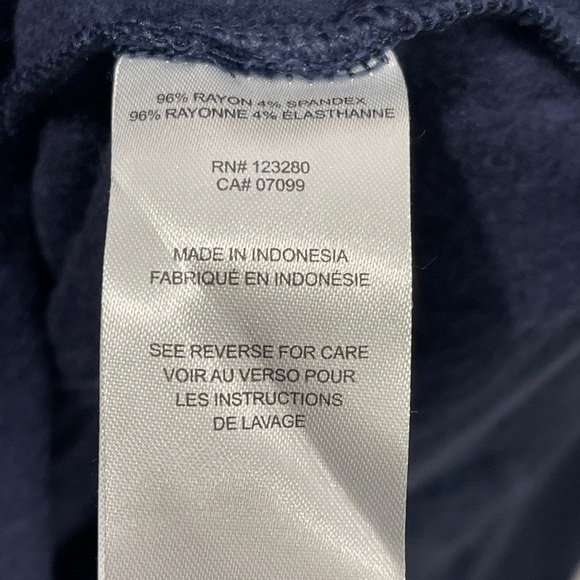 96% RAYON 4% SPANDEX
96% RAYONNE 4% ÉLASTHANNE
RN# 123280
CA# 07099
MADE IN INDONESIA
FABRIQUÉ EN INDONÉSIE
SEE REVERSE FOR CARE
VOIR AU VERSO POUR
LES INSTRUCTIONS
DE LAVAGE